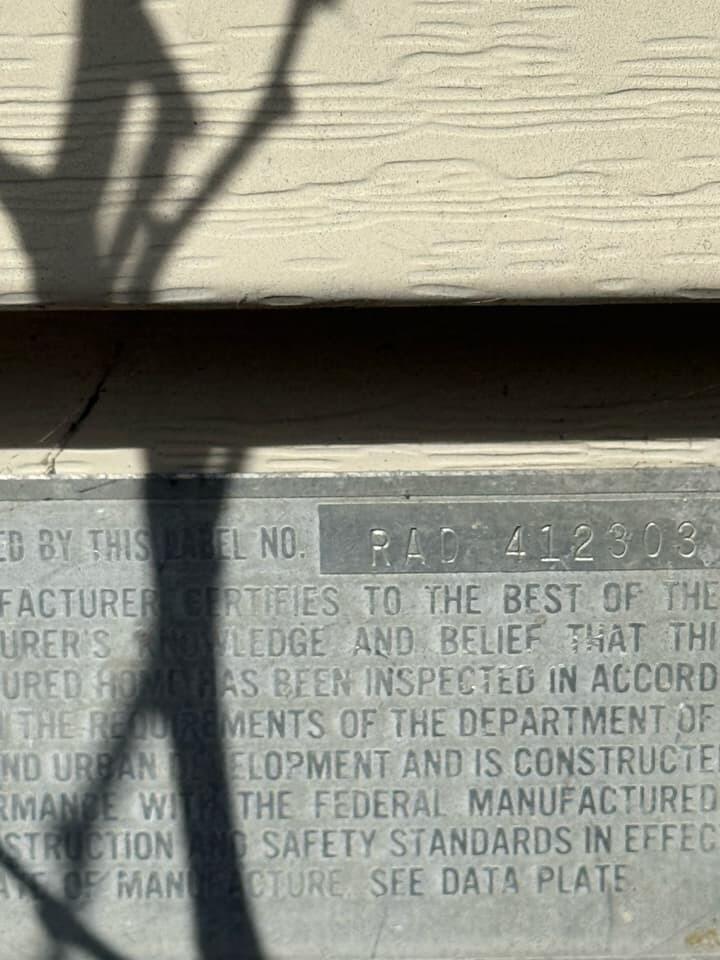 ED BY THIS LABEL NO. RAD 412303
FACTURER CERTIFIES TO THE BEST OF THE
URER'S KNOWLEDGE AND BELIEF THAT THI
URED HOME HAS BEEN INSPECTED IN ACCORD
THE REQUIREMENTS OF THE DEPARTMENT OF
ND URBAN DEVELOPMENT AND IS CONSTRUCTE
RMANCE WITH THE FEDERAL MANUFACTURED
STRUCTION AND SAFETY STANDARDS IN EFFEC
ATE OF MANUFACTURE. SEE DATA PLATE.